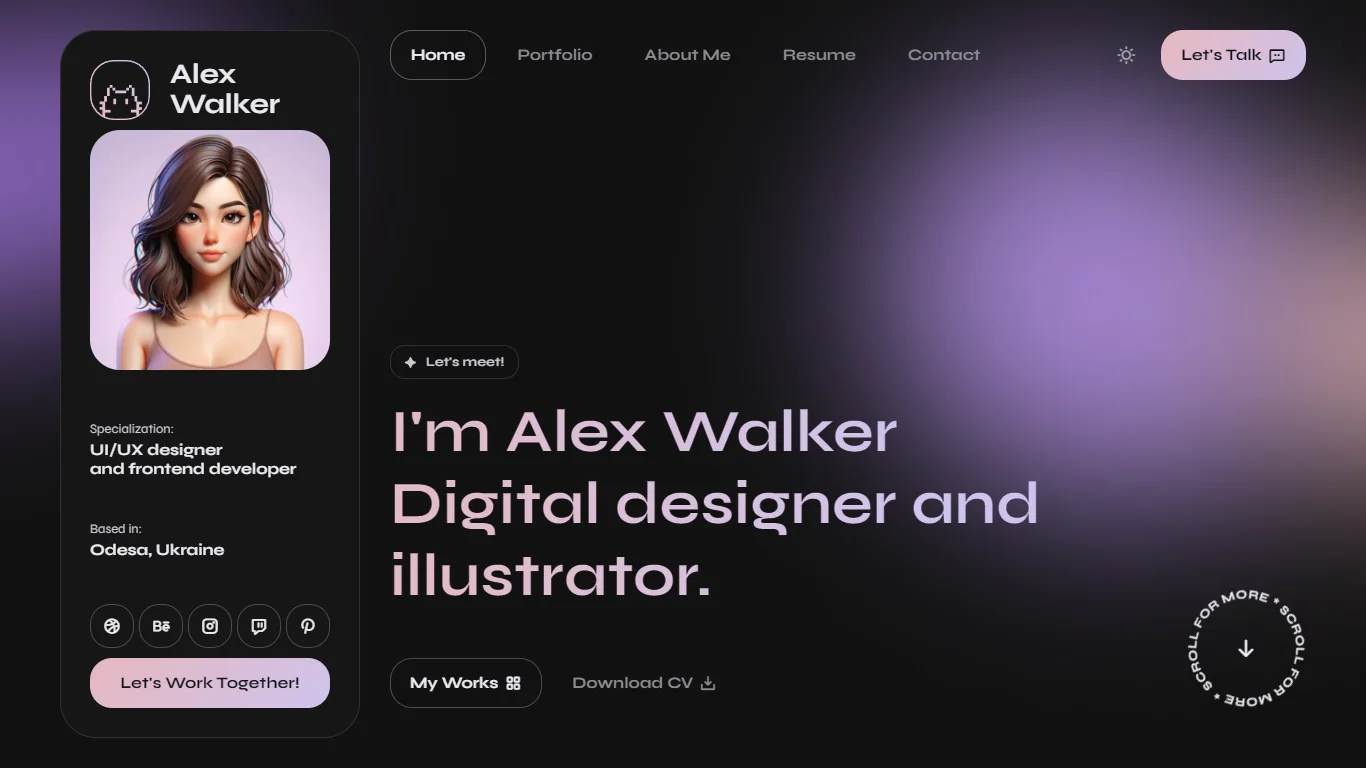 Alex
Walker
Home
Portfolio
About Me
Resume
Contact
Let's Talk
Specialization:
UI/UX designer
and frontend developer
Based in:
Odesa, Ukraine
Bē
Let's Work Together!
Let's meet!
I'm Alex Walker
Digital designer and
illustrator.
My Works
Download CV
SCROLL FOR MORE * SCROLL FOR MORE *